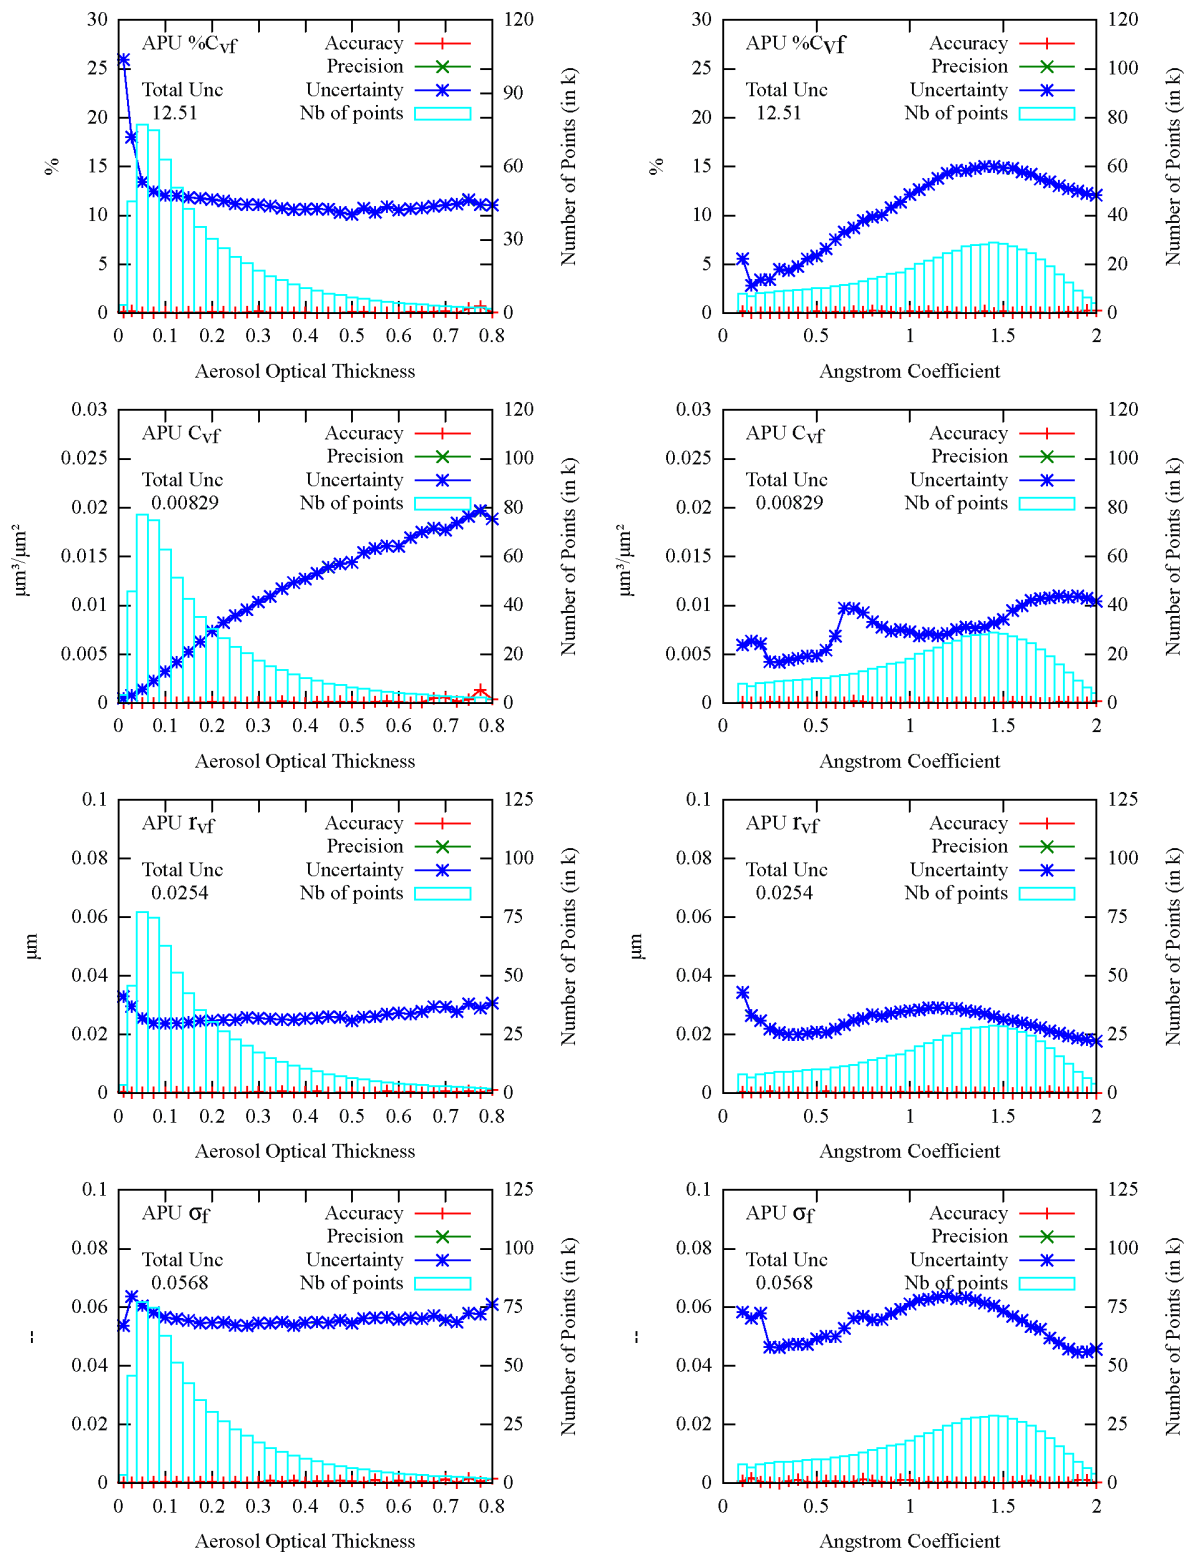 APU %Cvf
Accuracy
Precision
Total Unc
Uncertainty
12.51
Nb of points
30
25
20
15
10
5
0
120
90
60
30
0
%
Number of Points (in k)
0 0.1 0.2 0.3 0.4 0.5 0.6 0.7 0.8
Aerosol Optical Thickness
APU %Cvf
Accuracy
Precision
Total Unc
Uncertainty
12.51
Nb of points
30
25
20
15
10
5
0
120
100
80
60
40
20
0
%
Number of Points (in k)
0 0.5 1 1.5 2
Angstrom Coefficient
APU Cvf
Accuracy
Precision
Total Unc
Uncertainty
0.00829
Nb of points
0.03
0.025
0.02
0.015
0.01
0.005
0
120
100
80
60
40
20
0
µm³/µm²
Number of Points (in k)
0 0.1 0.2 0.3 0.4 0.5 0.6 0.7 0.8
Aerosol Optical Thickness
APU Cvf
Accuracy
Precision
Total Unc
Uncertainty
0.00829
Nb of points
0.03
0.025
0.02
0.015
0.01
0.005
0
120
100
80
60
40
20
0
µm³/µm²
Number of Points (in k)
0 0.5 1 1.5 2
Angstrom Coefficient
APU rvf
Accuracy
Precision
Total Unc
Uncertainty
0.0254
Nb of points
0.1
0.08
0.06
0.04
0.02
0
125
100
75
50
25
0
µm
Number of Points (in k)
0 0.1 0.2 0.3 0.4 0.5 0.6 0.7 0.8
Aerosol Optical Thickness
APU rvf
Accuracy
Precision
Total Unc
Uncertainty
0.0254
Nb of points
0.1
0.08
0.06
0.04
0.02
0
125
100
75
50
25
0
µm
Number of Points (in k)
0 0.5 1 1.5 2
Angstrom Coefficient
APU σf
Accuracy
Precision
Total Unc
Uncertainty
0.0568
Nb of points
0.1
0.08
0.06
0.04
0.02
0
125
100
75
50
25
0
--
Number of Points (in k)
0 0.1 0.2 0.3 0.4 0.5 0.6 0.7 0.8
Aerosol Optical Thickness
APU σf
Accuracy
Precision
Total Unc
Uncertainty
0.0568
Nb of points
0.1
0.08
0.06
0.04
0.02
0
125
100
75
50
25
0
--
Number of Points (in k)
0 0.5 1 1.5 2
Angstrom Coefficient